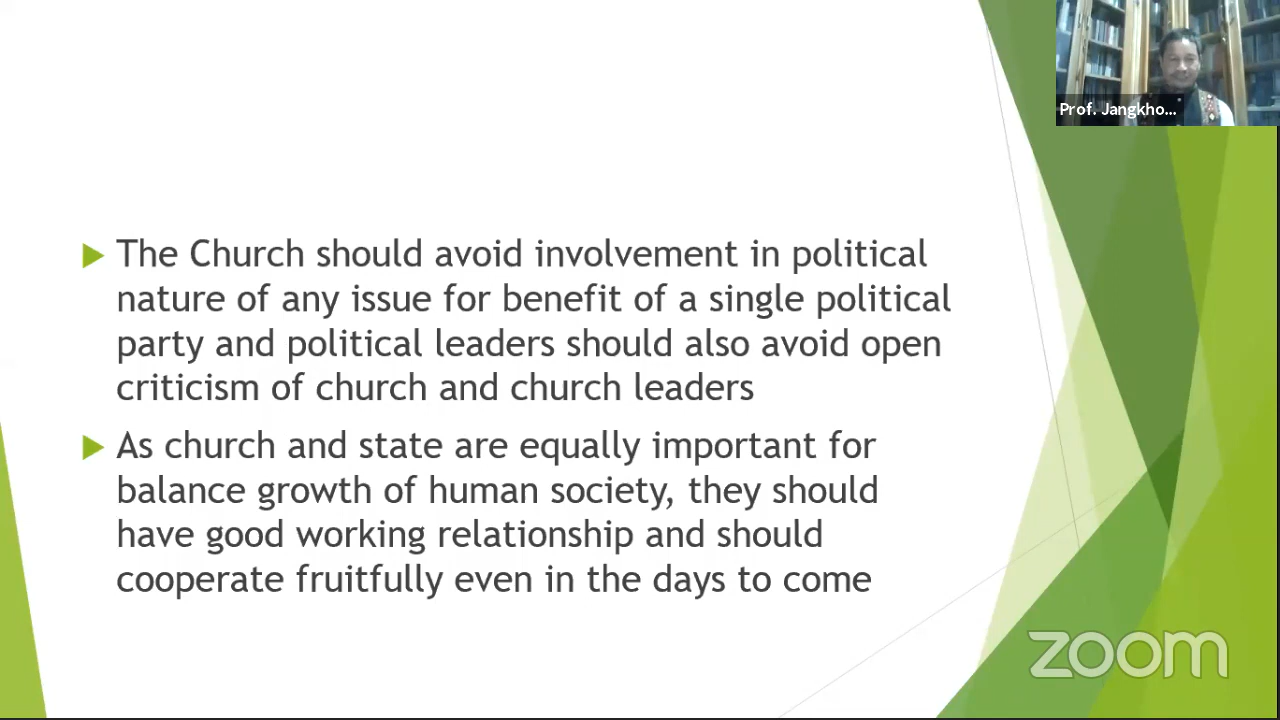 Prof. Jangkho...
The Church should avoid involvement in political
nature of any issue for benefit of a single political
party and political leaders should also avoid open
criticism of church and church leaders
As church and state are equally important for
balance growth of human society, they should
have good working relationship and should
cooperate fruitfully even in the days to come
zoom